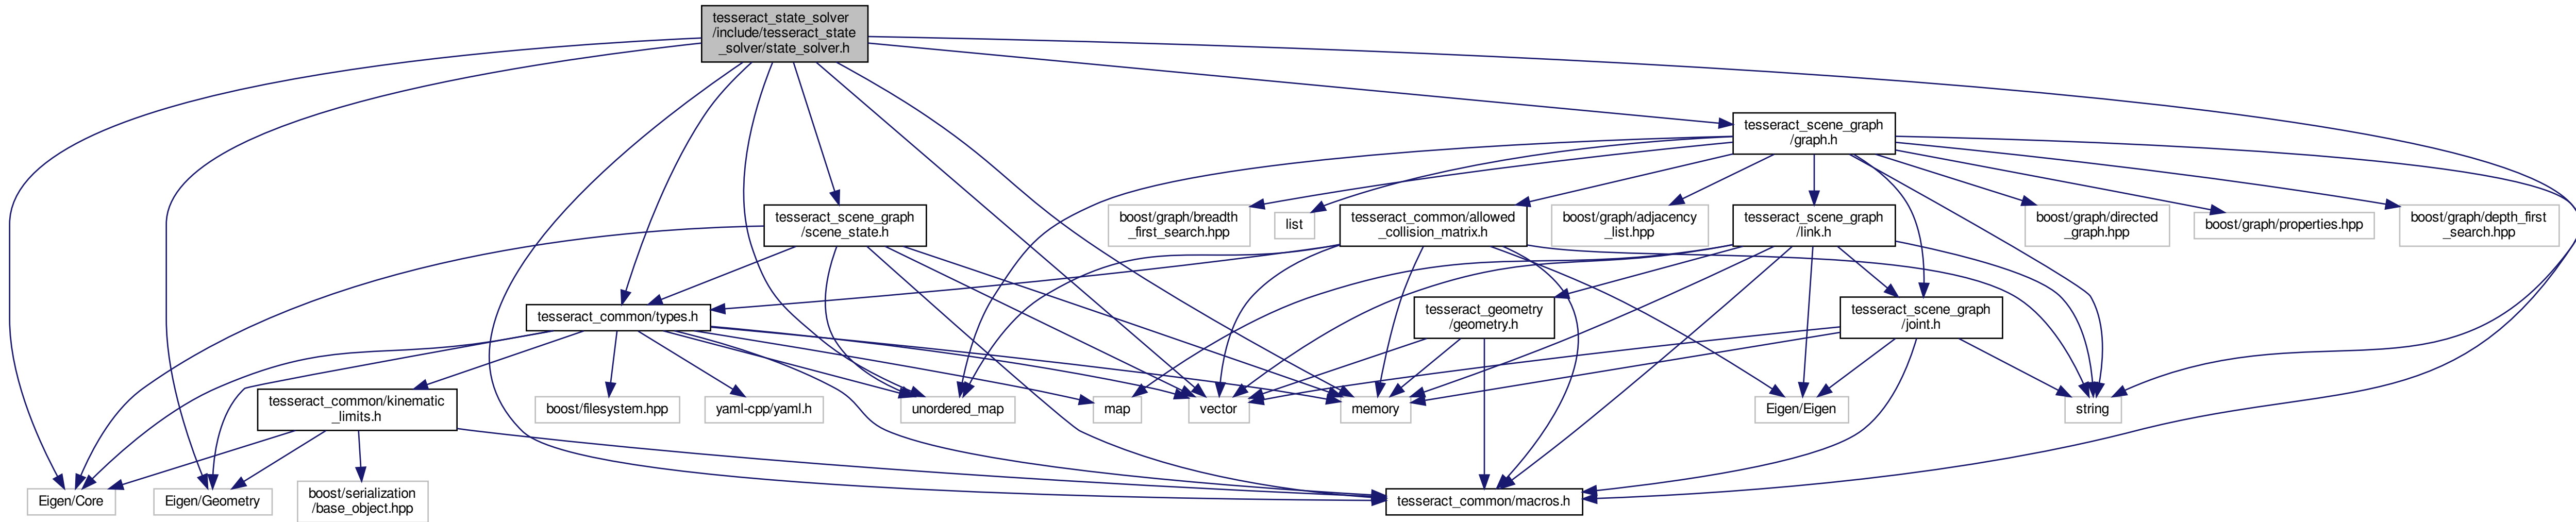 tesseract_state_solver
/include/tesseract_state
_solver/state_solver.h
tesseract_scene_graph
/graph.h
tesseract_scene_graph
/scene_state.h
boost/graph/breadth
_first_search.hpp
list
tesseract_common/allowed
_collision_matrix.h
boost/graph/adjacency
_list.hpp
tesseract_scene_graph
/link.h
boost/graph/directed
_graph.hpp
boost/graph/properties.hpp
boost/graph/depth_first
_search.hpp
tesseract_common/types.h
tesseract_geometry
/geometry.h
tesseract_scene_graph
/joint.h
tesseract_common/kinematic
_limits.h
boost/filesystem.hpp
yaml-cpp/yaml.h
unordered_map
map
vector
memory
Eigen/Eigen
string
Eigen/Core
Eigen/Geometry
boost/serialization
/base_object.hpp
tesseract_common/macros.h